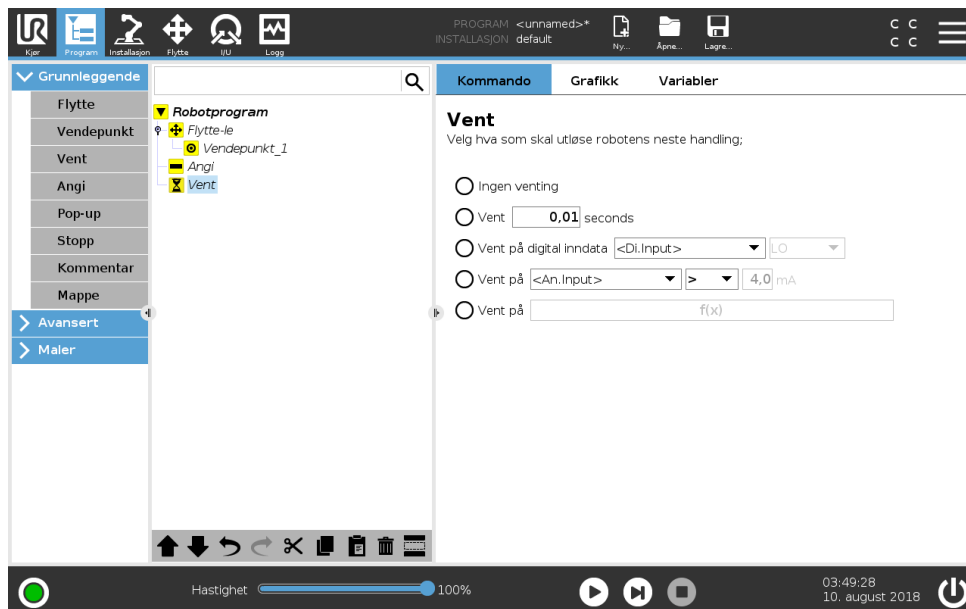 UR
Kjør
Program
Installasjon
Flytte
I/U
Logg
PROGRAM <unnamed>*
INSTALLASJON default
Ny...
Åpne...
Lagre...
C C
C C
Grunnleggende
Flytte
Vendepunkt
Vent
Angi
Pop-up
Stopp
Kommentar
Mappe
Avansert
Maler
Robotprogram
Flytte-le
Vendepunkt_1
Angi
Vent
Kommando Grafikk Variabler
Vent
Velg hva som skal utløse robotens neste handling;
Ingen venting
Vent 0,01 seconds
Vent på digital inndata <Di.Input> LO
Vent på <An.Input> > 4,0 mA
Vent på f(x)
Hastighet 100%
03:49:28
10. august 2018